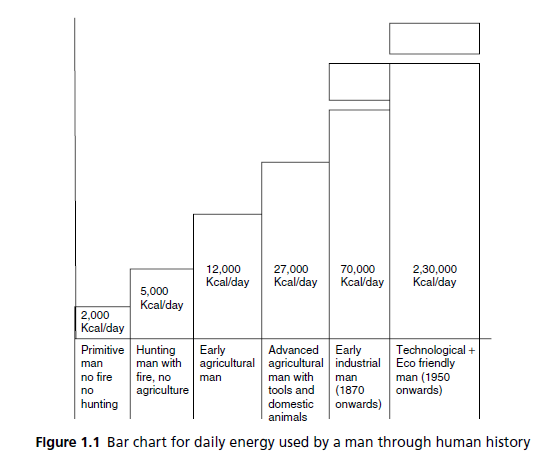 2,000
Kcal/day
5,000
Kcal/day
12,000
Kcal/day
27,000
Kcal/day
70,000
Kcal/day
2,30,000
Kcal/day
Primitive
man
no fire
no
hunting
Hunting
man with
fire, no
agriculture
Early
agricultural
man
Advanced
agricultural
man with
tools and
domestic
animals
Early
industrial
man
(1870
onwards)
Technological +
Eco friendly
man (1950
onwards)
Figure 1.1 Bar chart for daily energy used by a man through human history